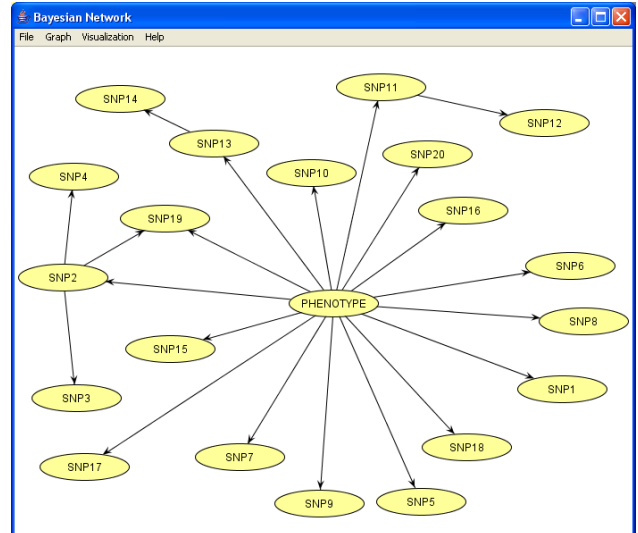 Bayesian Network
File Graph Visualization Help
SNP11
SNP14
SNP12
SNP13
SNP20
SNP10
SNP4
SNP16
SNP19
SNP6
SNP2
PHENOTYPE
SNP8
SNP15
SNP1
SNP3
SNP18
SNP7
SNP17
SNP5
SNP9